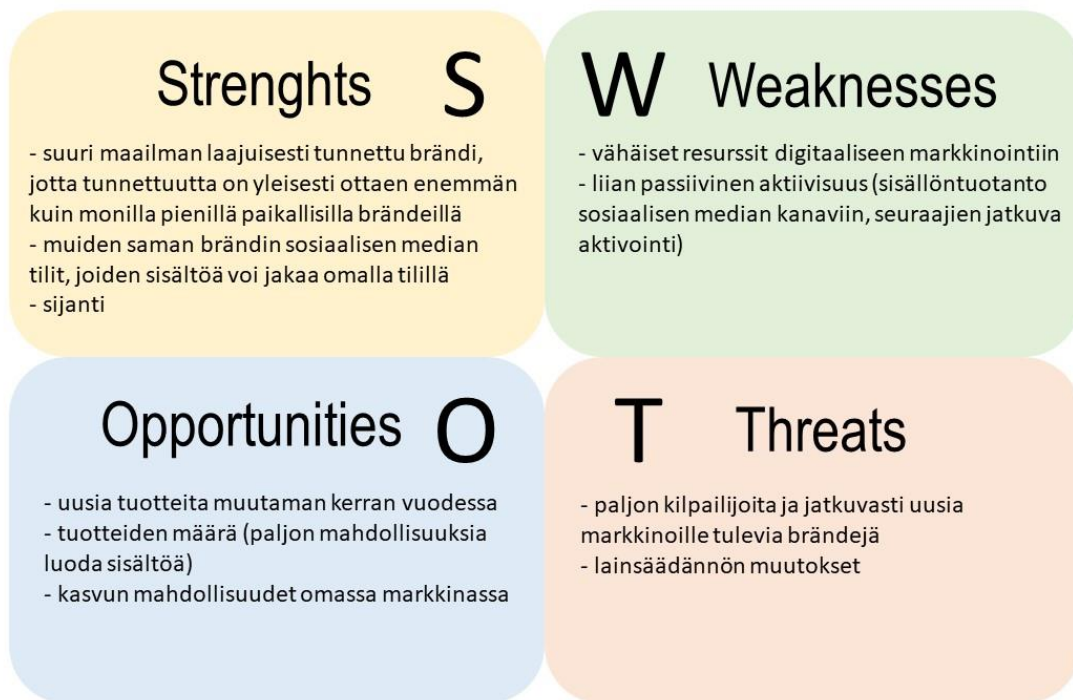 Strenghts S
- suuri maailman laajuisesti tunnettu brändi,
jotta tunnettuutta on yleisesti ottaen enemmän
kuin monilla pienillä paikallisilla brändeillä
- muiden saman brändin sosiaalisen median
tilit, joiden sisältöä voi jakaa omalla tilillä
- sijanti
W Weaknesses
- vähäiset resurssit digitaaliseen markkinointiin
- liian passiivinen aktiivisuus (sisällöntuotanto
sosiaalisen median kanaviin, seuraajien jatkuva
aktivointi)
Opportunities O
- uusia tuotteita muutaman kerran vuodessa
- tuotteiden määrä (paljon mahdollisuuksia
luoda sisältöä)
- kasvun mahdollisuudet omassa markkinassa
T Threats
- paljon kilpailijoita ja jatkuvasti uusia
markkinoille tulevia brändejä
- lainsäädännön muutokset